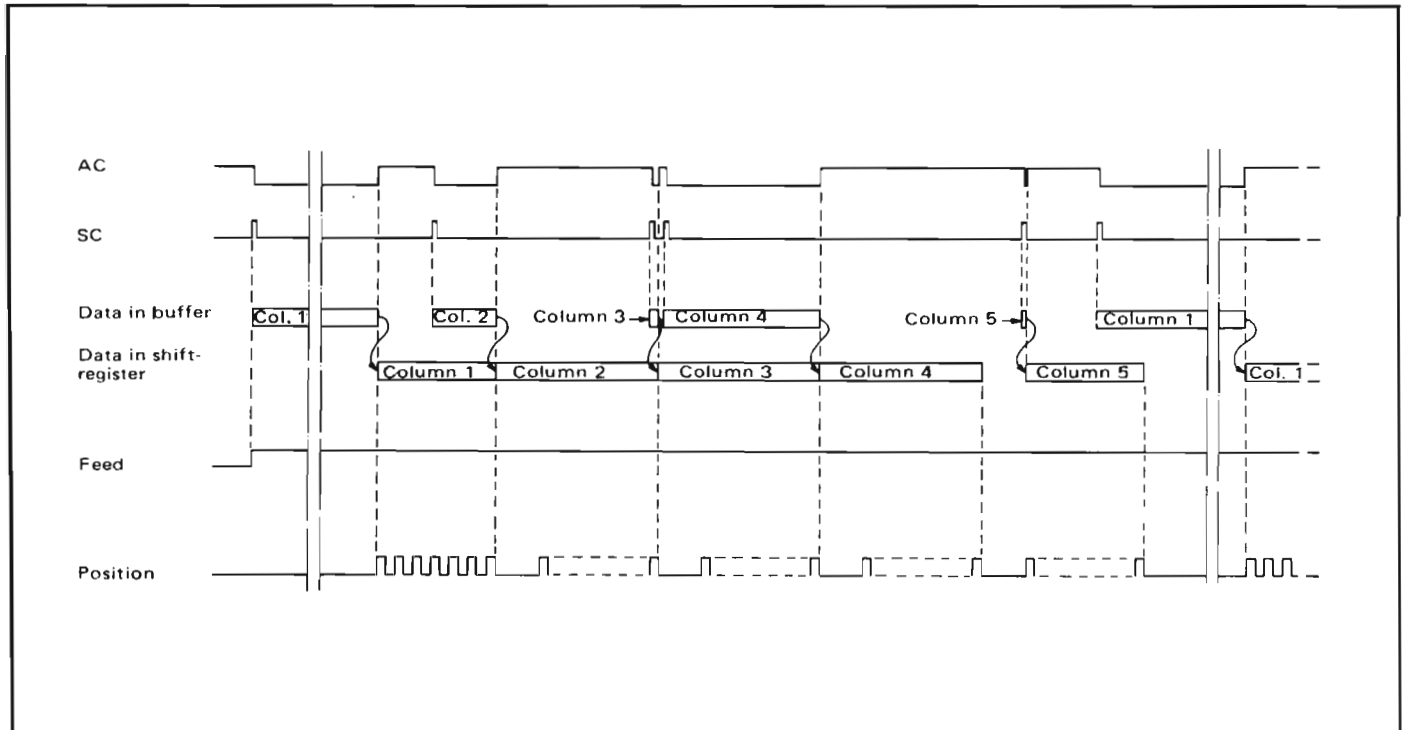 AC
SC
Data in buffer
Col. 1
Col. 2
Column 3
Column 4
Column 5
Column 1
Data in shift-
register
Column 1
Column 2
Column 3
Column 4
Column 5
Col. 1
Feed
Position